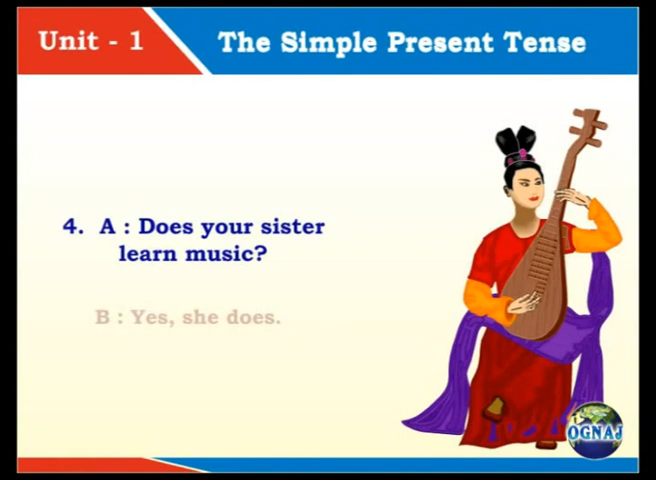 Unit - 1
The Simple Present Tense
4. A : Does your sister
learn music?
B : Yes, she does.
OGNAJ